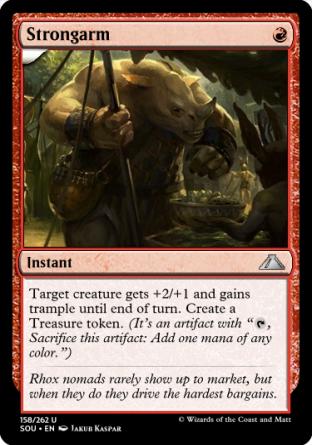 Strongarm
Instant
Target creature gets +2/+1 and gains
trample until end of turn. Create a
Treasure token. (It's an artifact with “,
Sacrifice this artifact: Add one mana of any
color.”)
Rhox nomads rarely show up to market, but
when they do they drive the hardest bargains.
158/262 U
SOU • EN Jakub Kaspar
© Wizards of the Coast and Matt